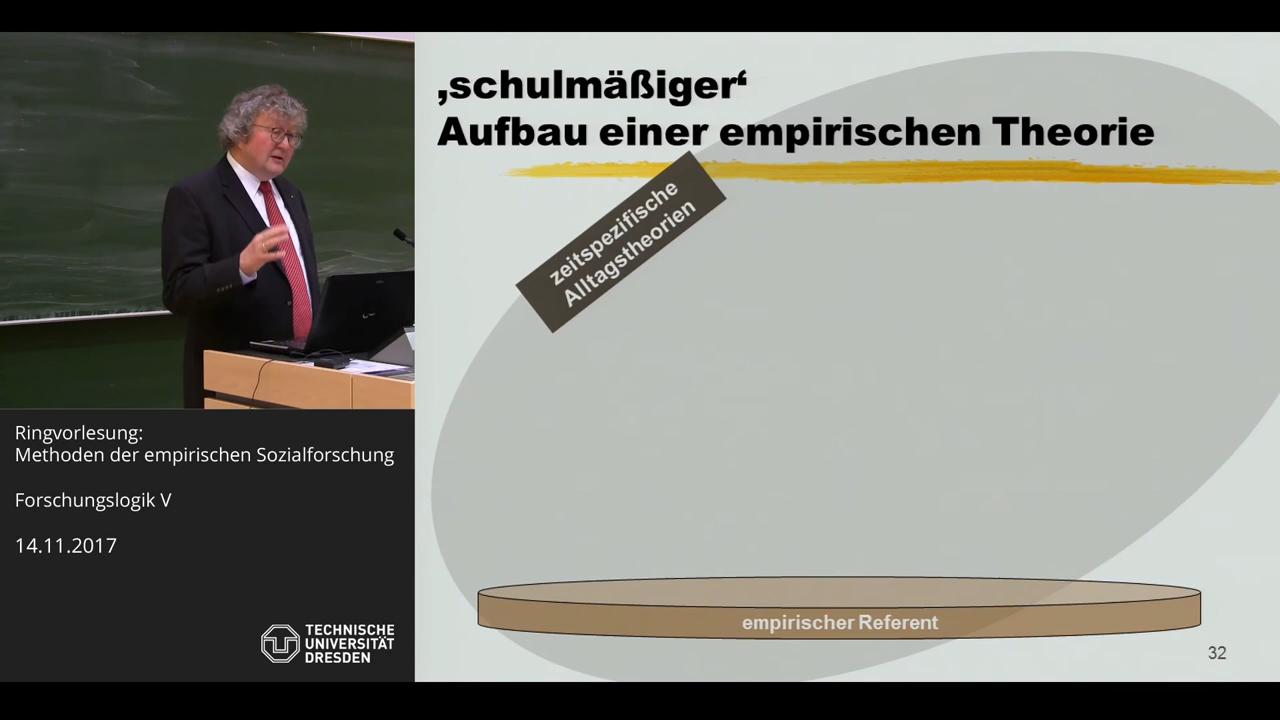 ‚schulmäßiger‘
Aufbau einer empirischen Theorie
zeitspezifische
Alltagstheorien
empirischer Referent
32
Ringvorlesung:
Methoden der empirischen Sozialforschung
Forschungslogik V
14.11.2017
TECHNISCHE
UNIVERSITÄT
DRESDEN